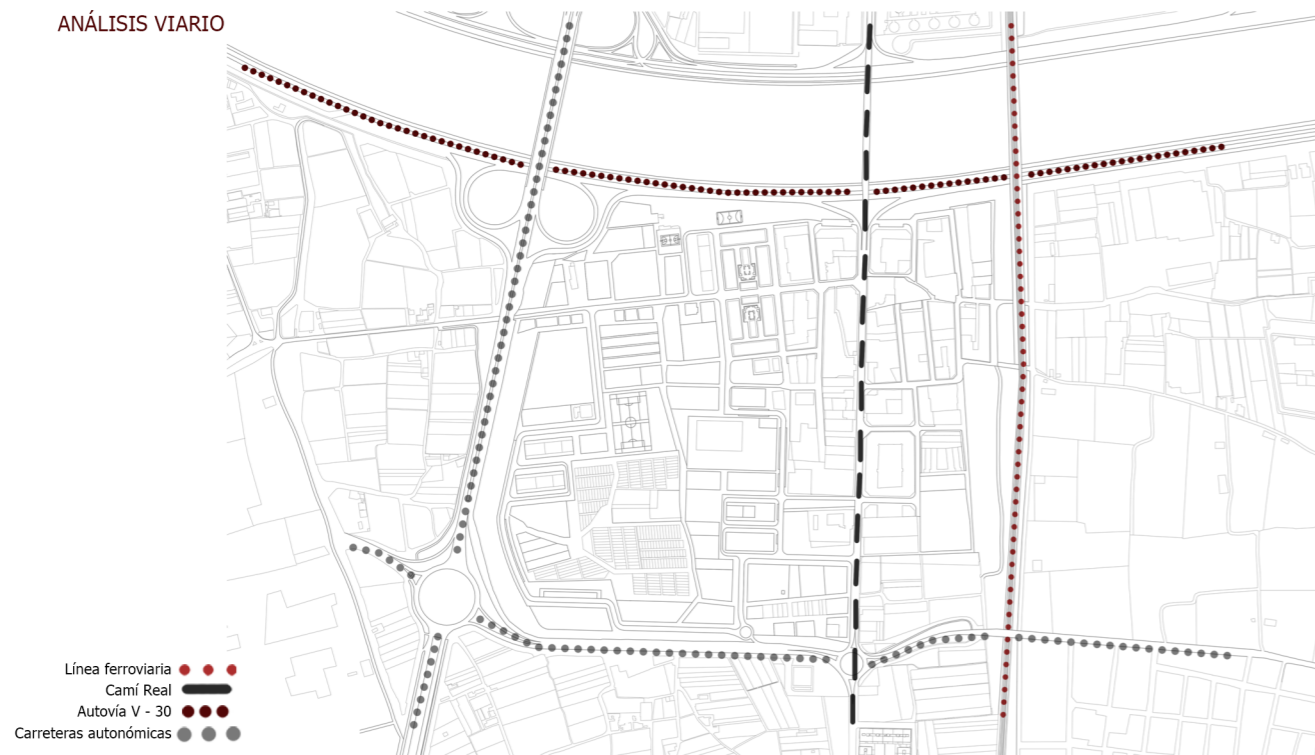 ANÁLISIS VIARIO
Línea ferroviaria
Camí Real
Autovía V - 30
Carreteras autonómicas